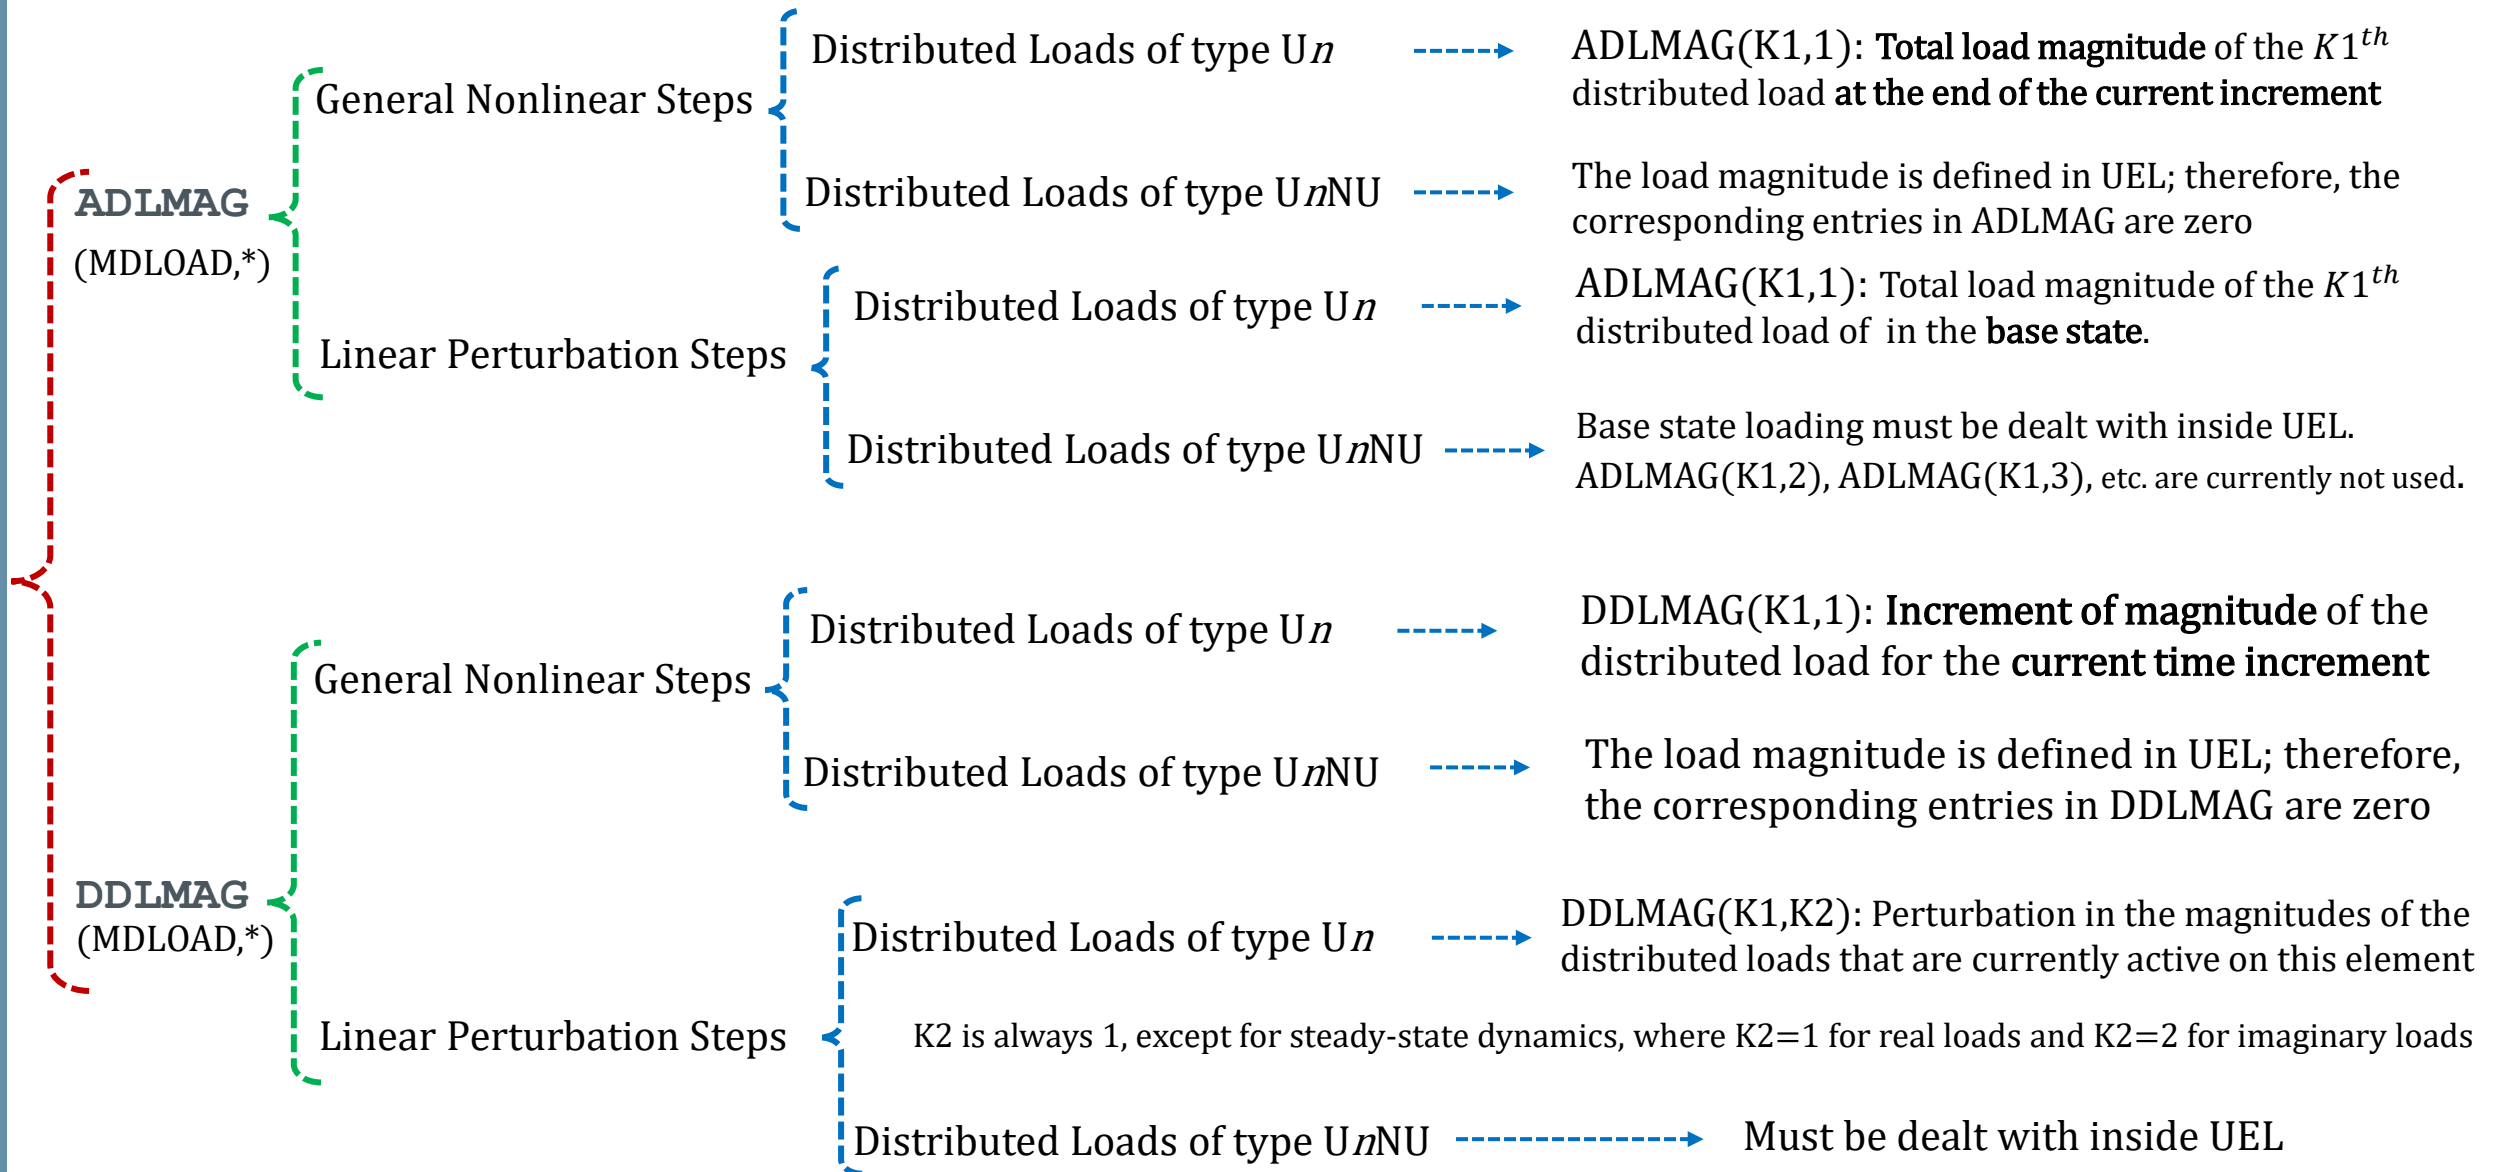 Distributed Loads of type Un
ADLMAG(K1,1): Total load magnitude of the K1th
distributed load at the end of the current increment
General Nonlinear Steps
Distributed Loads of type UnNU
The load magnitude is defined in UEL; therefore, the
corresponding entries in ADLMAG are zero
ADLMAG
(MDLOAD,*)
Distributed Loads of type Un
ADLMAG(K1,1): Total load magnitude of the K1th
distributed load of  in the base state.
Linear Perturbation Steps
Distributed Loads of type UnNU
Base state loading must be dealt with inside UEL.
ADLMAG(K1,2), ADLMAG(K1,3), etc. are currently not used.
Distributed Loads of type Un
DDLMAG(K1,1): Increment of magnitude of the
distributed load for the current time increment
General Nonlinear Steps
Distributed Loads of type UnNU
The load magnitude is defined in UEL; therefore,
the corresponding entries in DDLMAG are zero
DDLMAG
(MDLOAD,*)
Distributed Loads of type Un
DDLMAG(K1,K2): Perturbation in the magnitudes of the
distributed loads that are currently active on this element
Linear Perturbation Steps
K2 is always 1, except for steady-state dynamics, where K2=1 for real loads and K2=2 for imaginary loads
Distributed Loads of type UnNU
Must be dealt with inside UEL